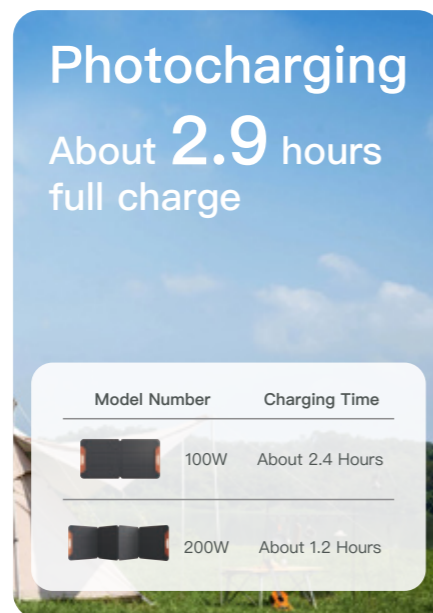 Photocharging
About 2.9 hours
full charge
Model Number Charging Time
100W About 2.4 Hours
200W About 1.2 Hours